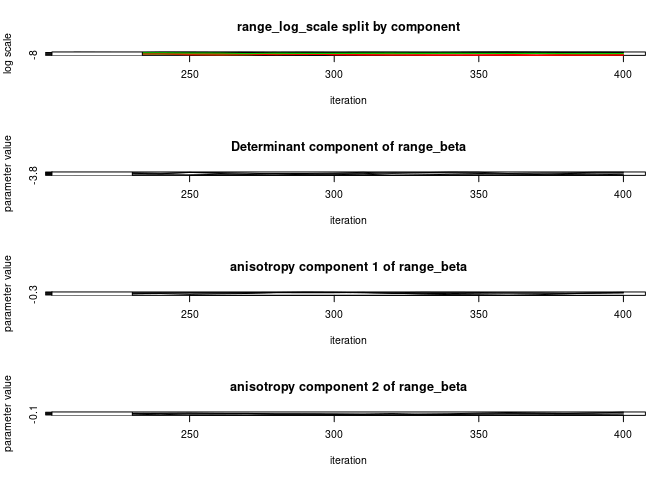 range_log_scale split by component
log scale
-8
250 300 350 400
iteration
Determinant component of range_beta
parameter value
-3.8
250 300 350 400
iteration
anisotropy component 1 of range_beta
parameter value
-0.3
250 300 350 400
iteration
anisotropy component 2 of range_beta
parameter value
-0.1
250 300 350 400
iteration